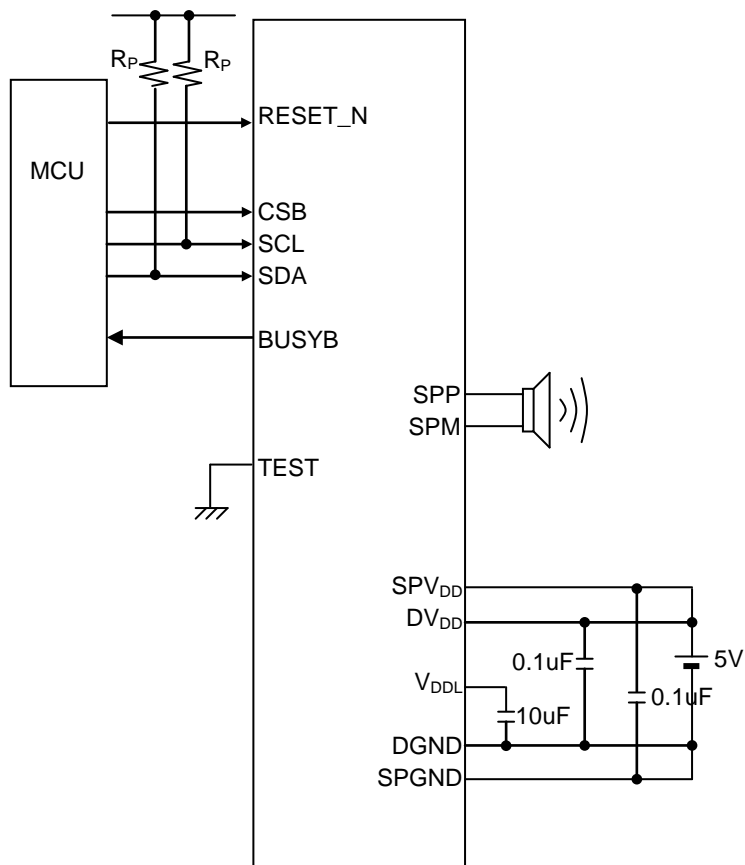 RP RP
RESET_N
MCU
CSB
SCL
SDA
BUSYB
SPP
SPM
TEST
SPVDD
DVDD
0.1uF
5V
VDDL
0.1uF
10uF
DGND
SPGND